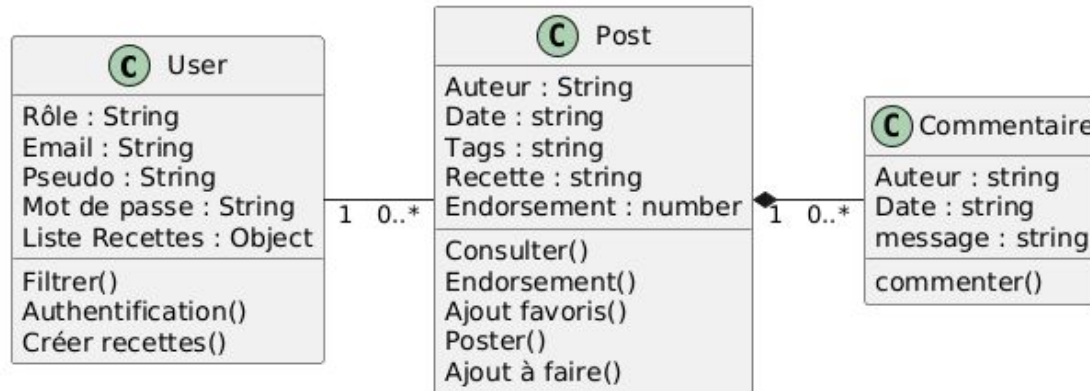 C User
Rôle : String
Email : String
Pseudo : String
Mot de passe : String
Liste Recettes : Object
Filtrer()
Authentification()
Créer recettes()
1 0..*
C Post
Auteur : String
Date : string
Tags : string
Recette : string
Endorsement : number
Consulter()
Endorsement()
Ajout favoris()
Poster()
Ajout à faire()
1 0..*
C Commentaire
Auteur : string
Date : string
message : string
commenter()